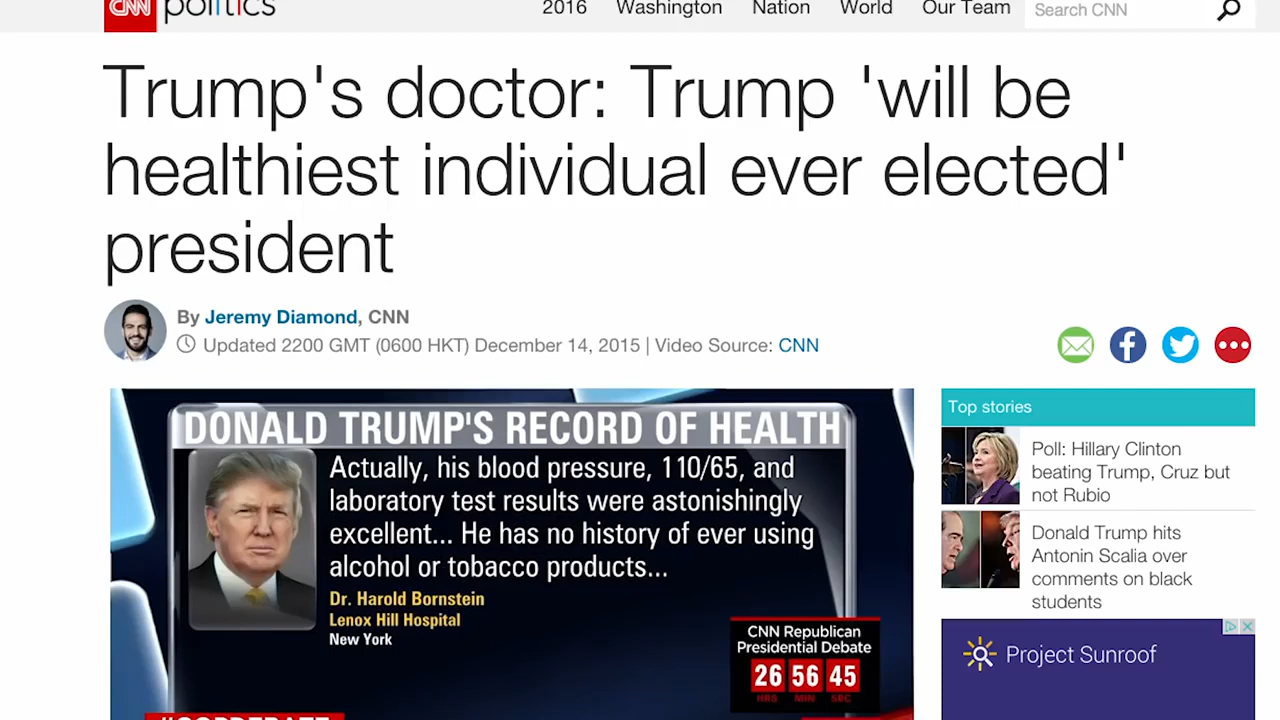 CNN politics
2016 Washington Nation World Our Team
Search CNN
Trump's doctor: Trump 'will be
healthiest individual ever elected'
president
By Jeremy Diamond, CNN
Updated 2200 GMT (0600 HKT) December 14, 2015 | Video Source: CNN
DONALD TRUMP'S RECORD OF HEALTH
Actually, his blood pressure, 110/65, and
laboratory test results were astonishingly
excellent... He has no history of ever using
alcohol or tobacco products...
Dr. Harold Bornstein
Lenox Hill Hospital
New York
CNN Republican
Presidential Debate
26 56 45
HRS MIN SEC
#GOPDEBATE
Top stories
Poll: Hillary Clinton
beating Trump, Cruz but
not Rubio
Donald Trump hits
Antonin Scalia over
comments on black
students
Project Sunroof